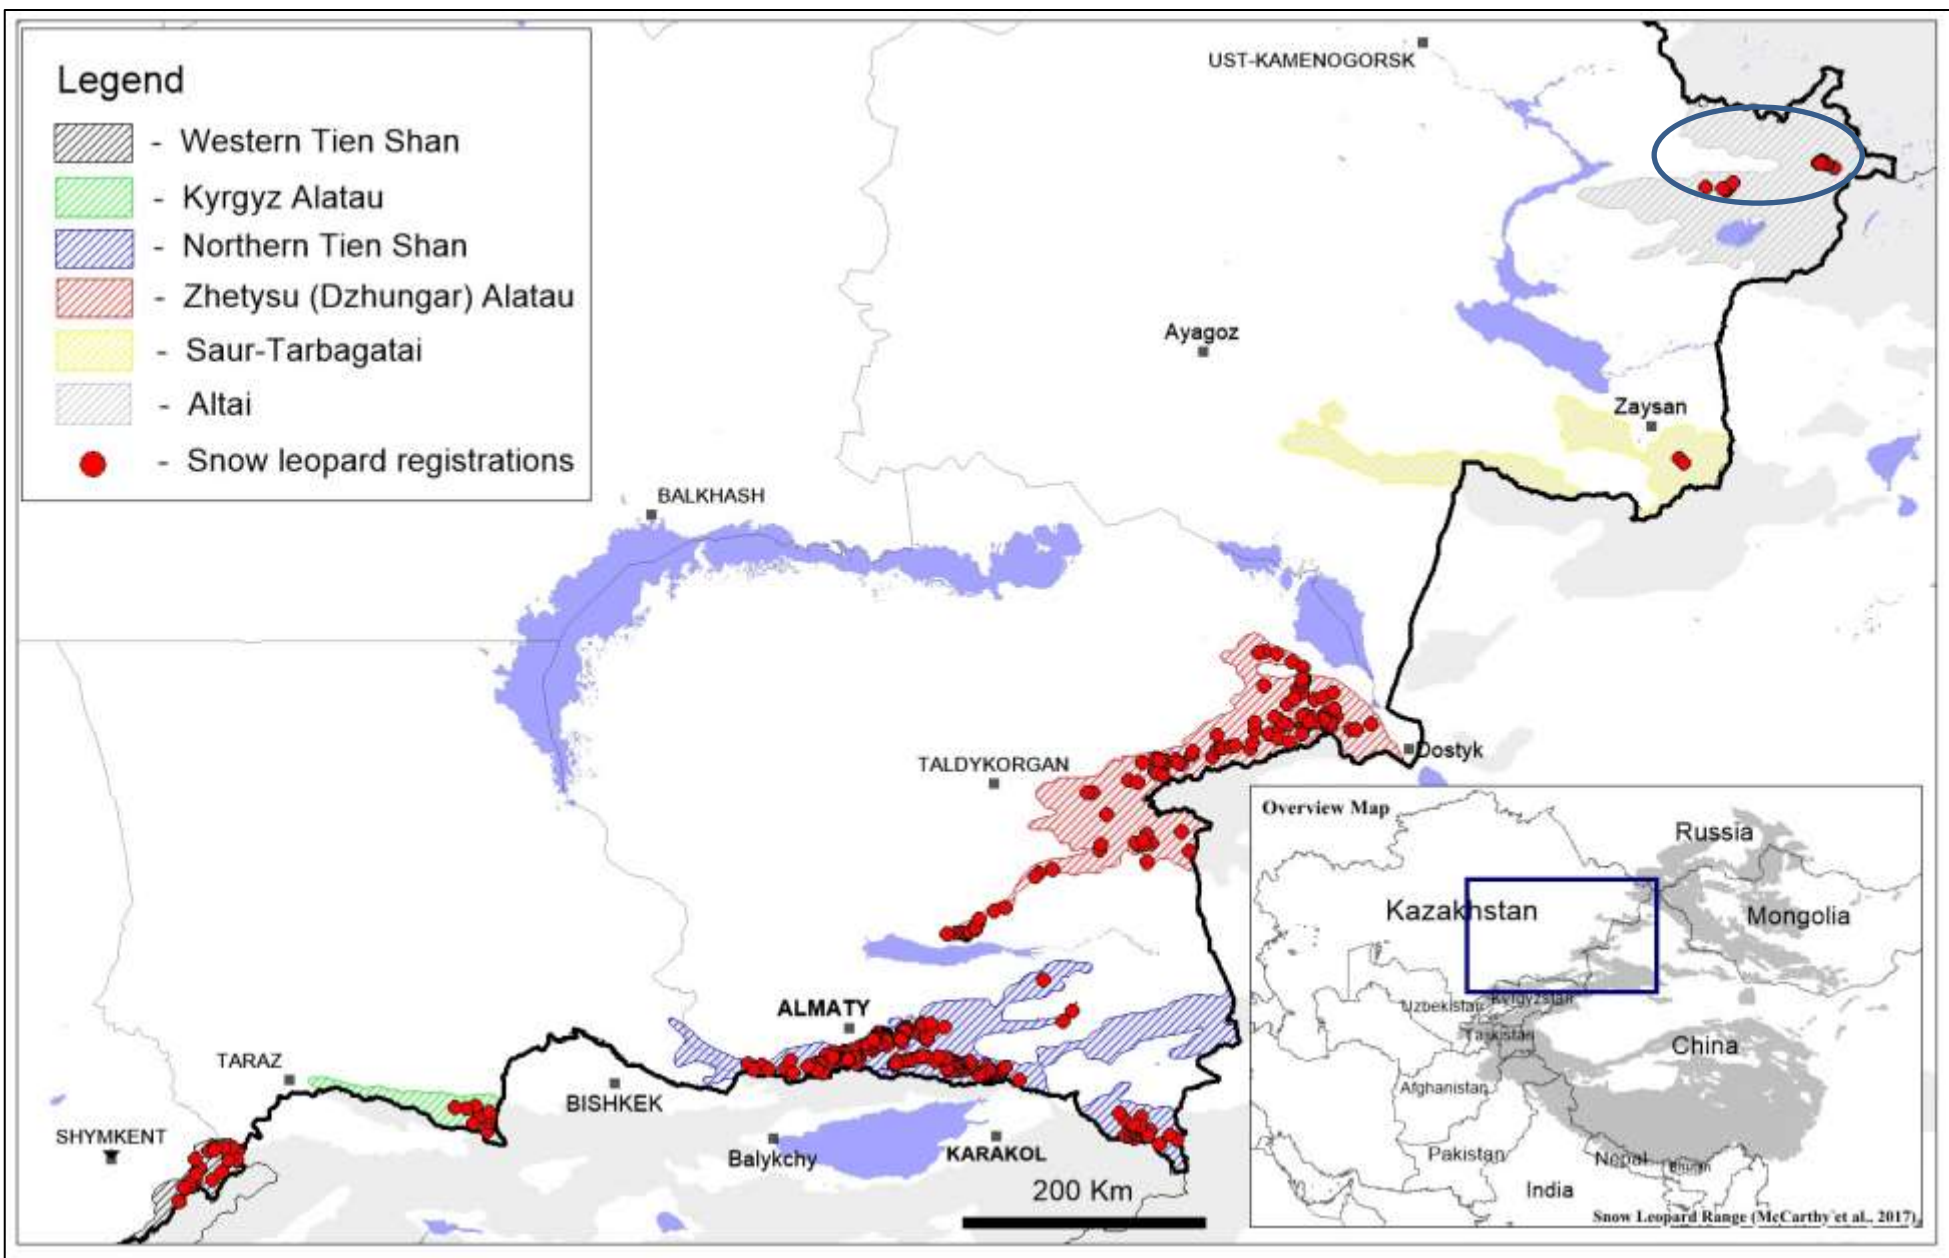 Legend
- Western Tien Shan
- Kyrgyz Alatau
- Northern Tien Shan
- Zhetysu (Dzhungar) Alatau
- Saur-Tarbagatai
- Altai
- Snow leopard registrations
UST-KAMENOGORSK
Ayagoz
Zaysan
BALKHASH
TALDYKORGAN
Dostyk
ALMATY
TARAZ
BISHKEK
SHYMKENT
Balykchy
KARAKOL
200 Km
Overview Map
Russia
Kazakhstan
Mongolia
Uzbekistan
Kyrgyzstan
China
Afghanistan
Pakistan
Nepal
Bhutan
India
Snow Leopard Range (McCarthy et al., 2017)